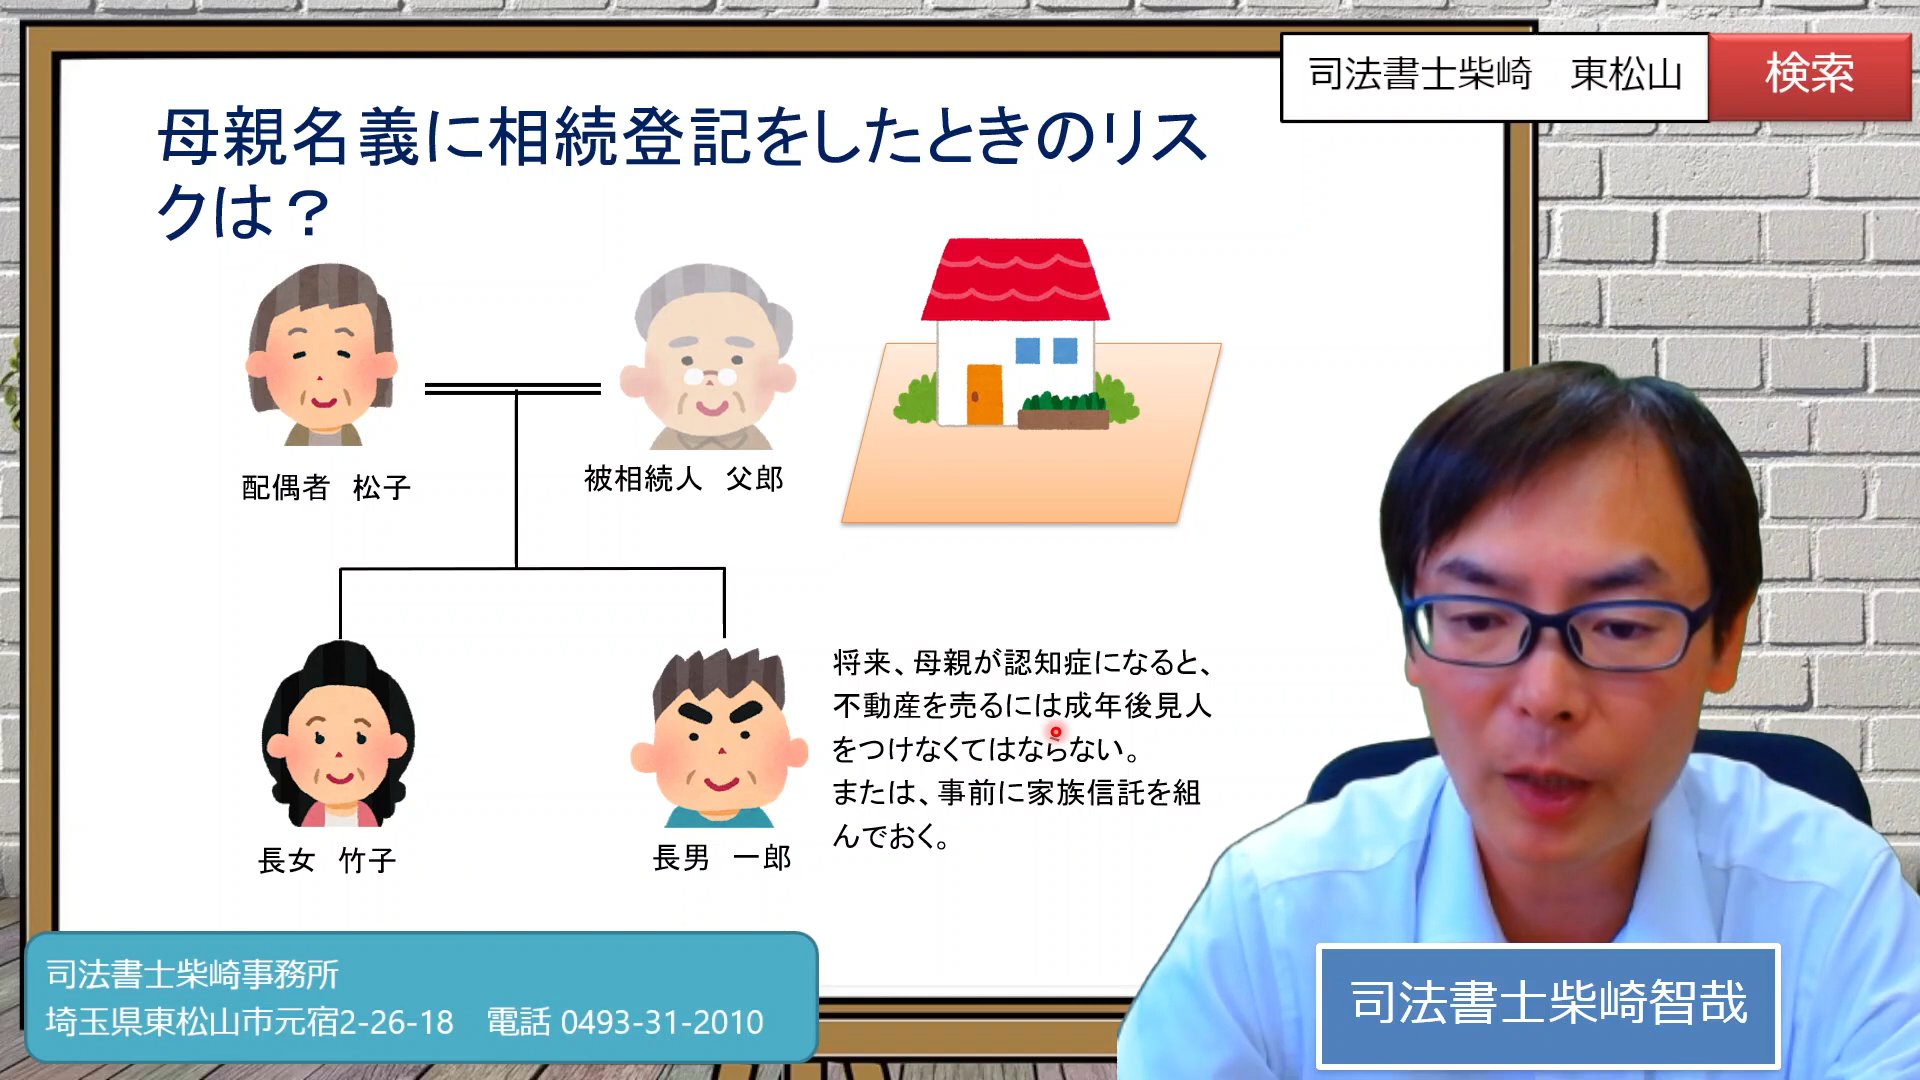 司法書士柴崎　東松山
検索
母親名義に相続登記をしたときのリス
クは？
配偶者　松子
被相続人　父郎
長女　竹子
長男　一郎
将来、母親が認知症になると、
不動産を売るには成年後見人
をつけなくてはならない。
または、事前に家族信託を組
んでおく。
司法書士柴崎事務所
埼玉県東松山市元宿2-26-18　電話 0493-31-2010
司法書士柴崎智哉